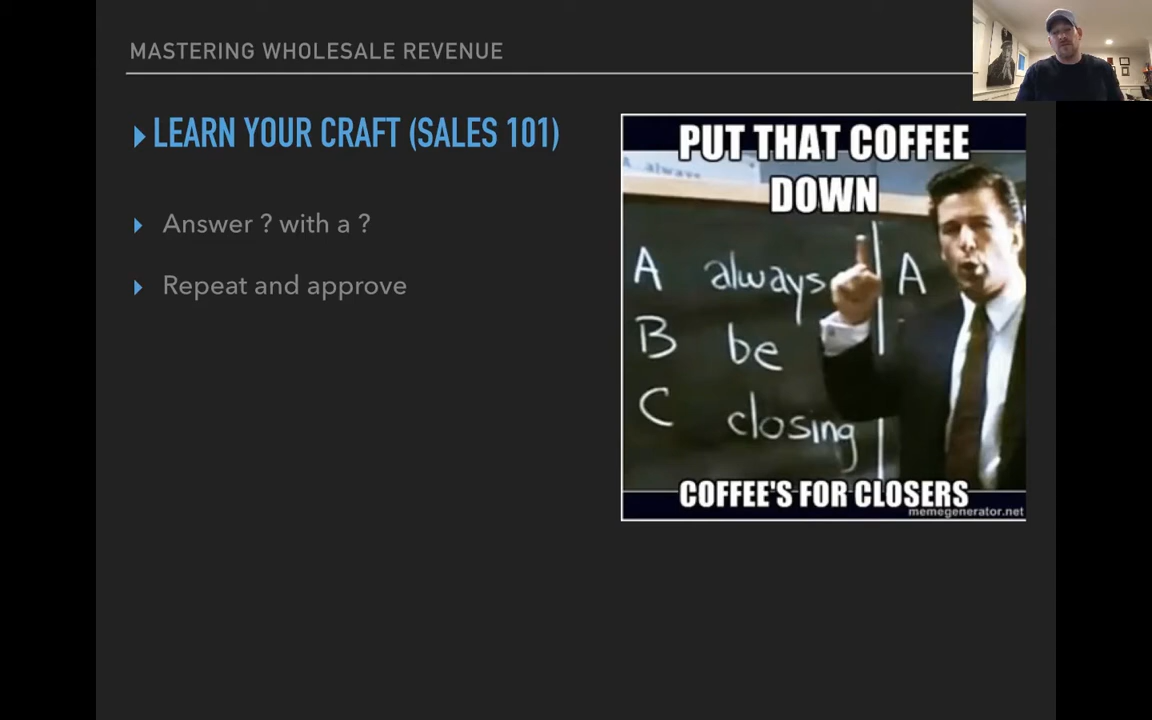 MASTERING WHOLESALE REVENUE
LEARN YOUR CRAFT (SALES 101)
Answer ? with a ?
Repeat and approve
PUT THAT COFFEE
DOWN
A always
A always A
B be
C closing
COFFEE'S FOR CLOSERS
memegenerator.net